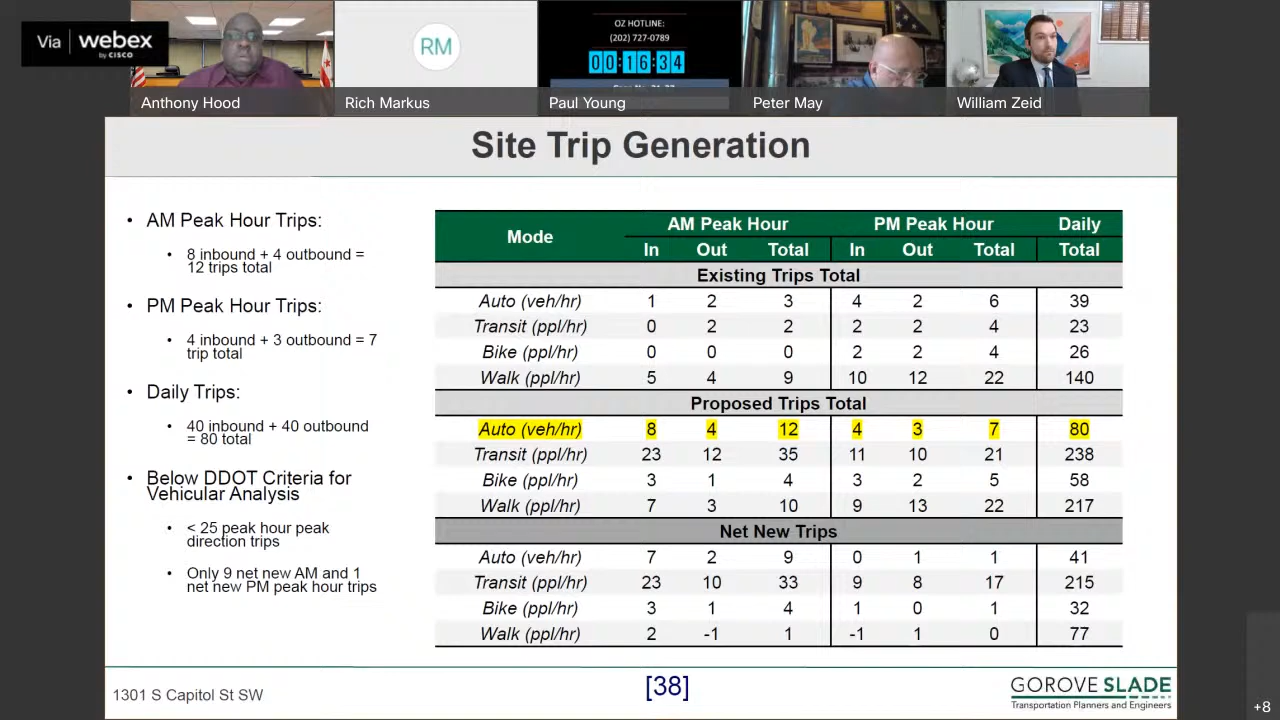 Via webex
by CISCO
RM
OZ HOTLINE:
(202) 727-0789
00:16:34
Anthony Hood
Rich Markus
Paul Young
Peter May
William Zeid
Site Trip Generation
• AM Peak Hour Trips:
• 8 inbound + 4 outbound =
12 trips total
• PM Peak Hour Trips:
• 4 inbound + 3 outbound = 7
trip total
• Daily Trips:
• 40 inbound + 40 outbound
= 80 total
• Below DDOT Criteria for
Vehicular Analysis
• < 25 peak hour peak
direction trips
• Only 9 net new AM and 1
net new PM peak hour trips
Mode AM Peak Hour PM Peak Hour Daily
In Out Total In Out Total Total
Existing Trips Total
Auto (veh/hr) 1 2 3 4 2 6 39
Transit (ppl/hr) 0 2 2 2 2 4 23
Bike (ppl/hr) 0 0 0 2 2 4 26
Walk (ppl/hr) 5 4 9 10 12 22 140
Proposed Trips Total
Auto (veh/hr) 8 4 12 4 3 7 80
Transit (ppl/hr) 23 12 35 11 10 21 238
Bike (ppl/hr) 3 1 4 3 2 5 58
Walk (ppl/hr) 7 3 10 9 13 22 217
Net New Trips
Auto (veh/hr) 7 2 9 0 1 1 41
Transit (ppl/hr) 23 10 33 9 8 17 215
Bike (ppl/hr) 3 1 4 1 0 1 32
Walk (ppl/hr) 2 -1 1 -1 1 0 77
1301 S Capitol St SW
[38]
GOROVE SLADE
Transportation Planners and Engineers
+8